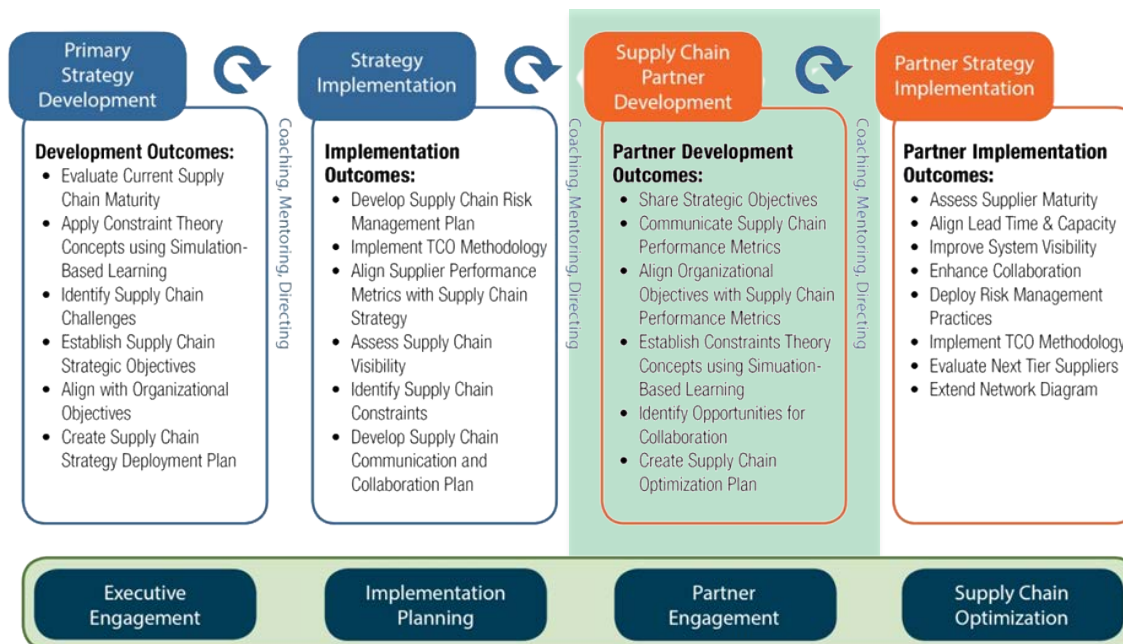 Primary
Strategy
Development
Development Outcomes:
• Evaluate Current Supply
Chain Maturity
• Apply Constraint Theory
Concepts using Simulation-
Based Learning
• Identify Supply Chain
Challenges
• Establish Supply Chain
Strategic Objectives
• Align with Organizational
Objectives
• Create Supply Chain
Strategy Deployment Plan
Coaching, Mentoring, Directing
Strategy
Implementation
Implementation
Outcomes:
• Develop Supply Chain Risk
Management Plan
• Implement TCO Methodology
• Align Supplier Performance
Metrics with Supply Chain
Strategy
• Assess Supply Chain
Visibility
• Identify Supply Chain
Constraints
• Develop Supply Chain
Communication and
Collaboration Plan
Coaching, Mentoring, Directing
Supply Chain
Partner
Development
Partner Development
Outcomes:
• Share Strategic Objectives
• Communicate Supply Chain
Performance Metrics
• Align Organizational
Objectives with Supply Chain
Performance Metrics
• Establish Constraints Theory
Concepts using Simuation-
Based Learning
• Identify Opportunities for
Collaboration
• Create Supply Chain
Optimization Plan
Coaching, Mentoring, Directing
Partner Strategy
Implementation
Partner Implementation
Outcomes:
• Assess Supplier Maturity
• Align Lead Time & Capacity
• Improve System Visibility
• Enhance Collaboration
• Deploy Risk Management
Practices
• Implement TCO Methodology
• Evaluate Next Tier Suppliers
• Extend Network Diagram
Executive
Engagement
Implementation
Planning
Partner
Engagement
Supply Chain
Optimization